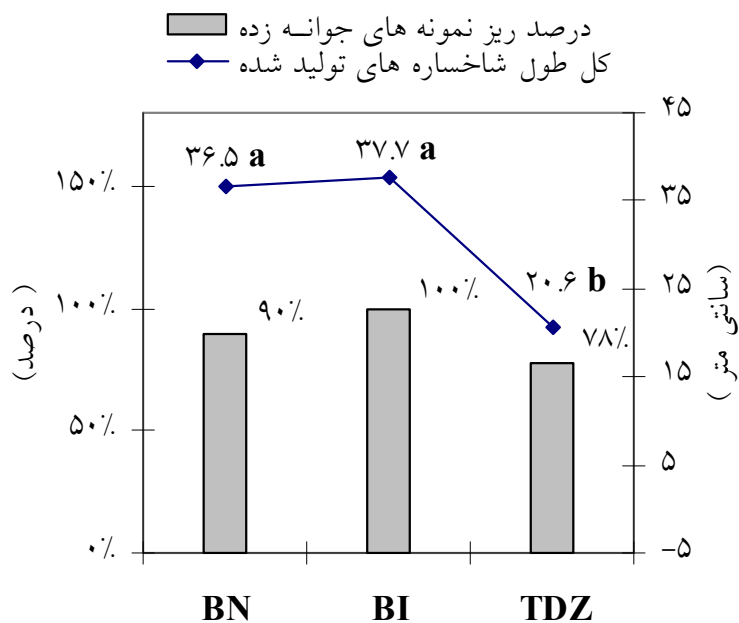 درصد ریز نمونه های جوانـه زده
کل طول شاخساره های تولید شده
۴۵
۳۶.۵ a
۳۷.۷ a
۱۵۰٪
۳۵
۲۰.۶ b
۲۵
۱۰۰٪
۹۰٪
۱۰۰٪
۷۸٪
(درصد)
(سانتی متر )
۱۵
۵۰٪
۵
۰٪
-۵
BN BI TDZ